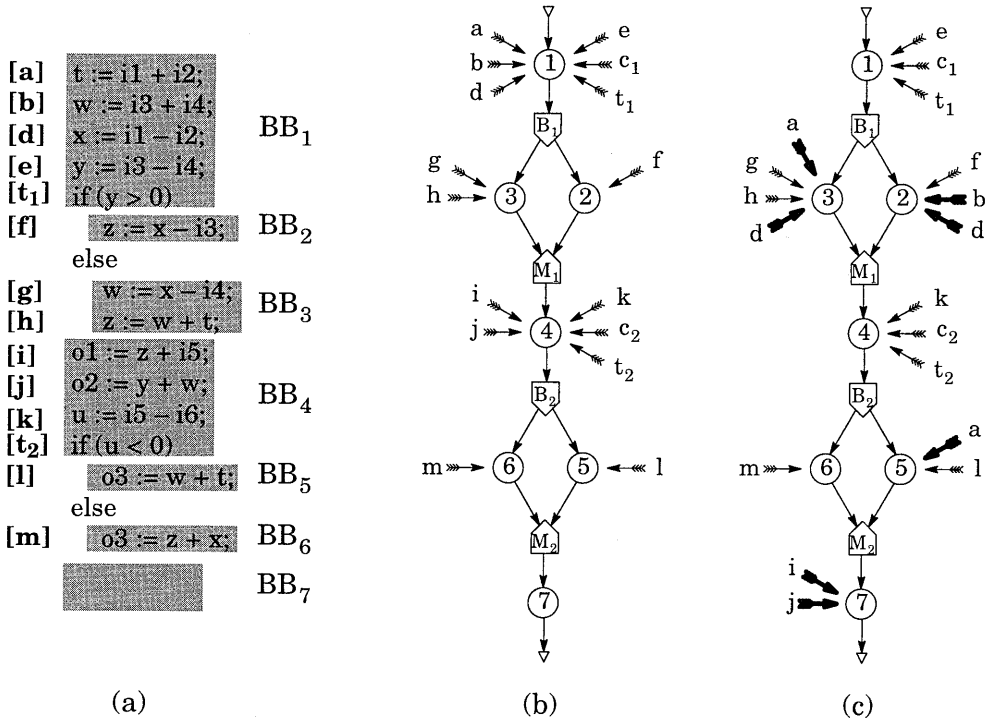 [a] t := i1 + i2;
[b] w := i3 + i4;
[d] x := i1 – i2;
[e] y := i3 – i4;
[t1] if (y > 0)
BB1
[f] z := x – i3; BB2
else
[g] w := x – i4;
[h] z := w + t;
BB3
[i] o1 := z + i5;
[j] o2 := y + w;
[k] u := i5 – i6;
[t2] if (u < 0)
BB4
[l] o3 := w + t; BB5
else
[m] o3 := z + x; BB6
BB7
(a)
a e
b 1 c1
d t1
B1
g f
h 3 2
M1
i k
j 4 c2
t2
B2
m 6 5 l
M2
7
(b)
e
1 c1
t1
B1
a
g f
h 3 2 b
d d
M1
k
4 c2
t2
B2
a
m 6 5 l
M2
i
j 7
(c)